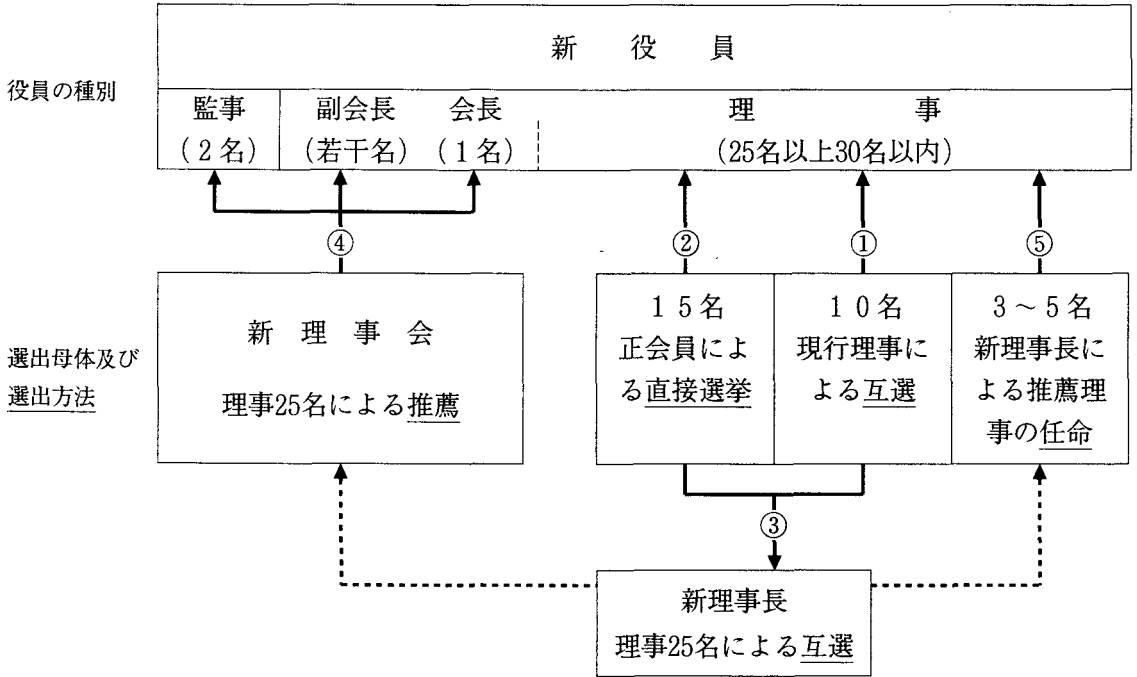 新役員
役員の種別
監事 副会長 会長 理事
(2名) (若干名) (1名) (25名以上30名以内)
④ ② ① ⑤
選出母体及び
選出方法
新理事会
理事25名による推薦
15名
正会員によ
る直接選挙
10名
現行理事に
よる互選
3~5名
新理事長に
よる推薦理
事の任命
③
新理事長
理事25名による互選